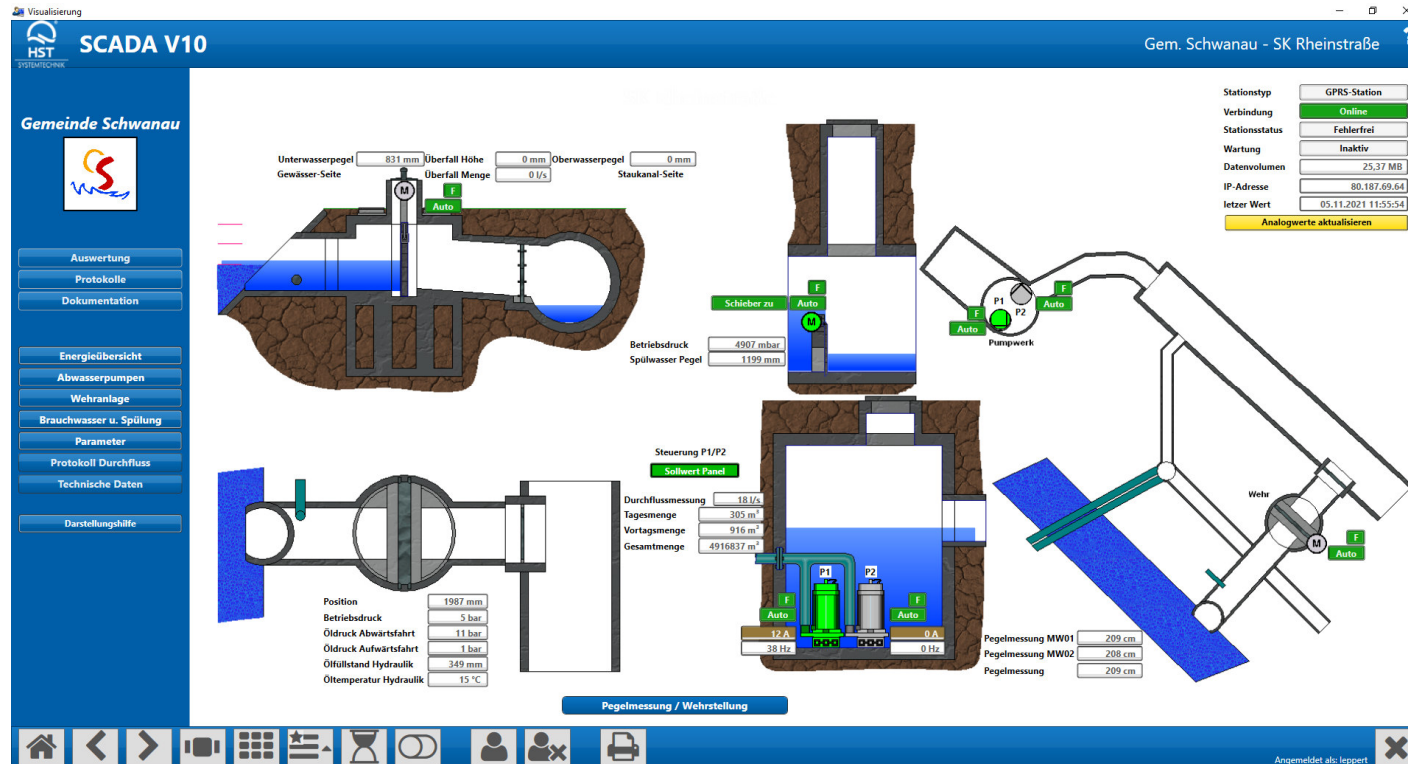 Visualisierung
HST
SYSTEMTECHNIK
SCADA V10
Gem. Schwanau - SK Rheinstraße
Gemeinde Schwanau
Auswertung
Protokolle
Dokumentation
Energieübersicht
Abwasserpumpen
Wehranlage
Brauchwasser u. Spülung
Parameter
Protokoll Durchfluss
Technische Daten
Darstellungshilfe
Unterwasserpegel 831 mm Überfall Höhe 0 mm Oberwasserpegel 0 mm
Gewässer-Seite Überfall Menge 0 l/s Staukanal-Seite
M
F
Auto
Stationstyp GPRS-Station
Verbindung Online
Stationsstatus Fehlerfrei
Wartung Inaktiv
Datenvolumen 25,37 MB
IP-Adresse 80.187.69.64
letzer Wert 05.11.2021 11:55:54
Analogwerte aktualisieren
F
Schieber zu Auto
M
Betriebsdruck 4907 mbar
Spülwasser Pegel 1199 mm
P1
P2
F
Auto
F
Auto
Pumpwerk
Steuerung P1/P2
Sollwert Panel
Durchflussmessung 18 l/s
Tagesmenge 305 m³
Vortagsmenge 916 m³
Gesamtmenge 4916837 m³
P1 P2
F
Auto
12 A
38 Hz
F
Auto
0 A
0 Hz
Wehr
M
F
Auto
Position 1987 mm
Betriebsdruck 5 bar
Öldruck Abwärtsfahrt 11 bar
Öldruck Aufwärtsfahrt 1 bar
Ölfüllstand Hydraulik 349 mm
Öltemperatur Hydraulik 15 °C
Pegelmessung MW01 209 cm
Pegelmessung MW02 208 cm
Pegelmessung 209 cm
Pegelmessung / Wehrstellung
Angemeldet als: leppert